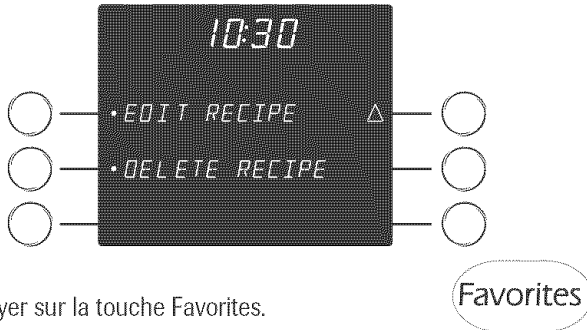 10:30
•EDIT RECIPE △
•DELETE RECIPE
yer sur la touche Favorites.
Favorites